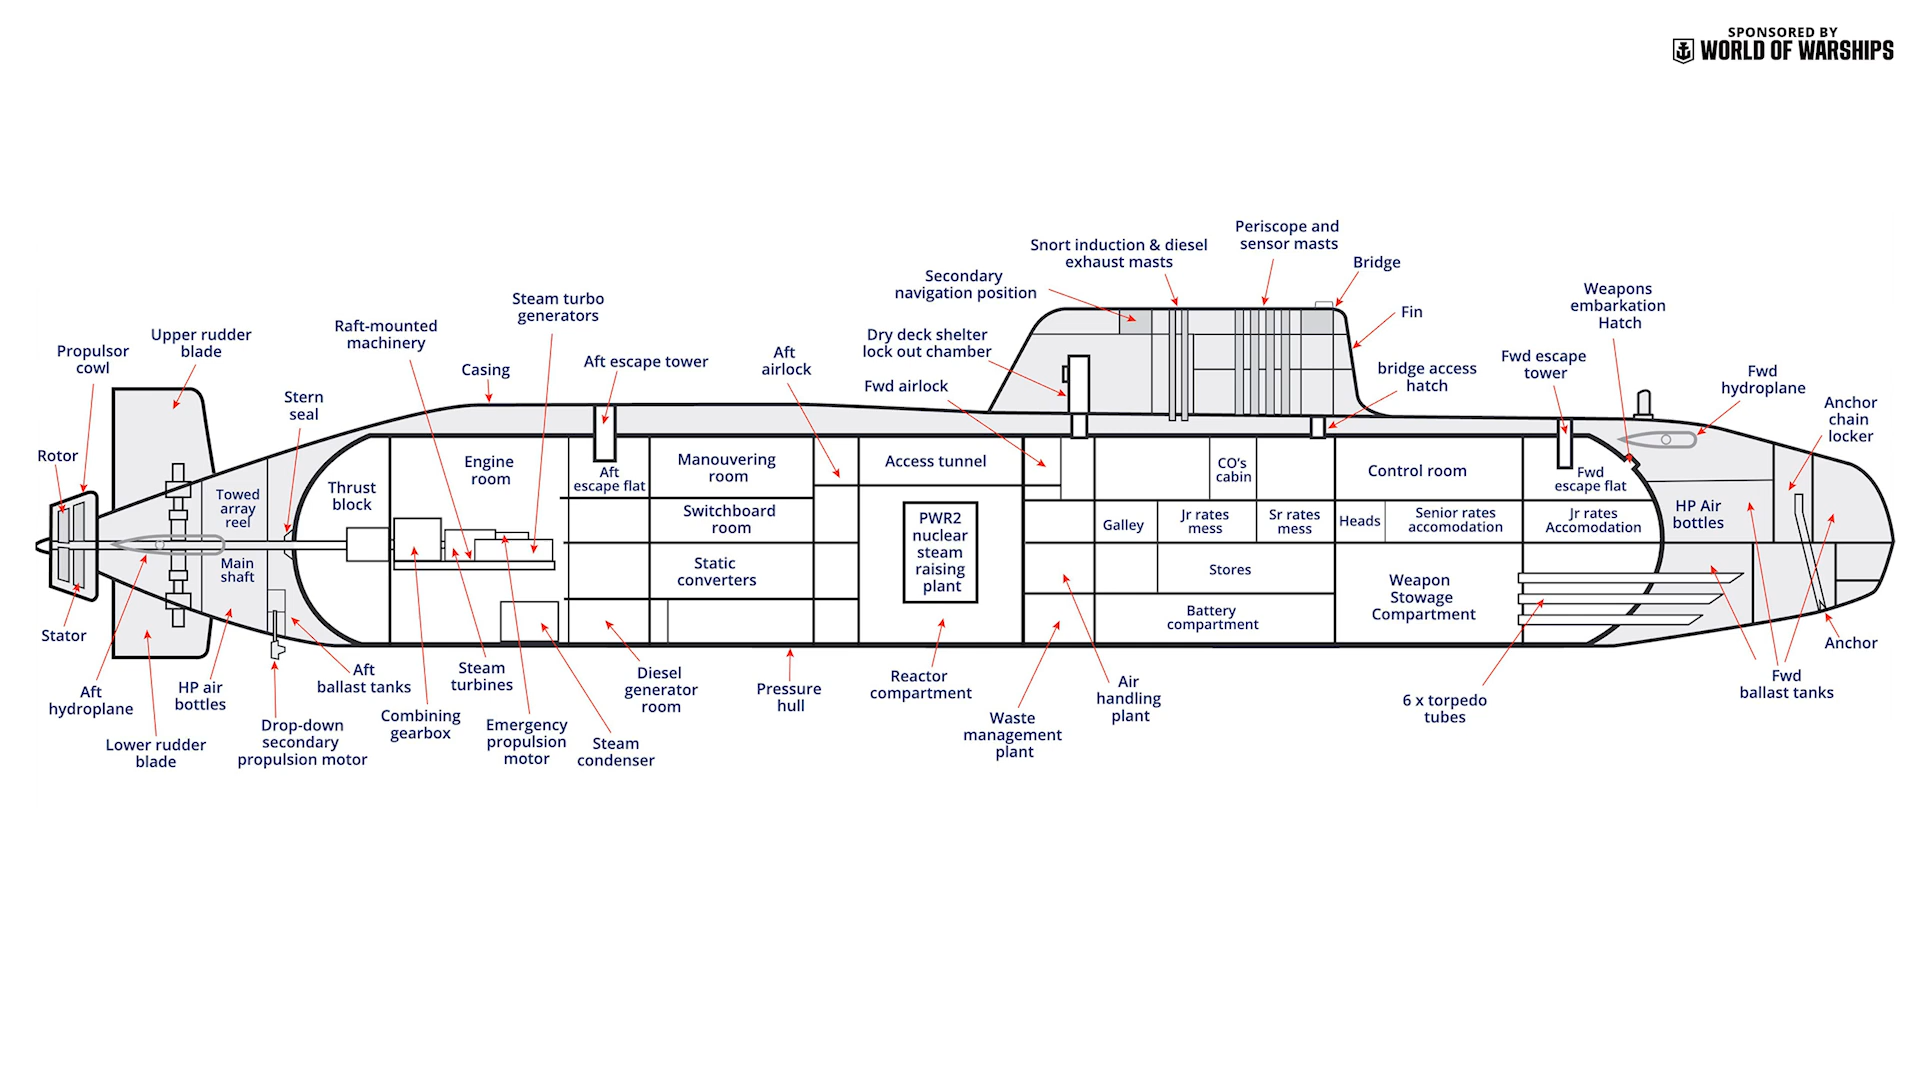 SPONSORED BY
WORLD OF WARSHIPS
Periscope and
sensor masts
Snort induction & diesel
exhaust masts
Bridge
Secondary
navigation position
Weapons
embarkation
Hatch
Steam turbo
generators
Fin
Raft-mounted
machinery
Upper rudder
blade
Dry deck shelter
lock out chamber
Propulsor
cowl
Aft escape tower
Aft
airlock
Fwd escape
tower
Casing
bridge access
hatch
Fwd
hydroplane
Fwd airlock
Stern
seal
Anchor
chain
locker
Rotor
Engine
room
Aft
escape flat
Manouvering
room
Access tunnel
CO's
cabin
Control room
Fwd
escape flat
Thrust
block
Towed
array
reel
Switchboard
room
PWR2
nuclear
steam
raising
plant
Galley
Jr rates
mess
Sr rates
mess
Heads
Senior rates
accomodation
Jr rates
Accomodation
HP Air
bottles
Main
shaft
Static
converters
Stores
Weapon
Stowage
Compartment
Battery
compartment
Stator
Anchor
Aft
hydroplane
HP air
bottles
Aft
ballast tanks
Steam
turbines
Diesel
generator
room
Pressure
hull
Reactor
compartment
Air
handling
plant
6 x torpedo
tubes
Fwd
ballast tanks
Lower rudder
blade
Drop-down
secondary
propulsion motor
Combining
gearbox
Emergency
propulsion
motor
Steam
condenser
Waste
management
plant